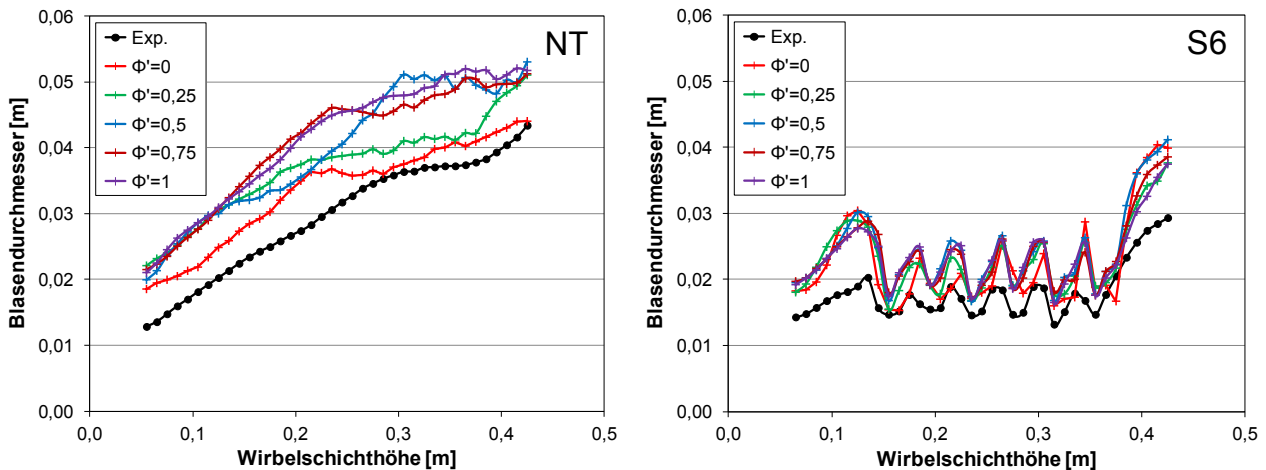 NT
Exp.
Φ'=0
Φ'=0,25
Φ'=0,5
Φ'=0,75
Φ'=1
Blasendurchmesser [m]
0,06
0,05
0,04
0,03
0,02
0,01
0,00
0,0 0,1 0,2 0,3 0,4 0,5
Wirbelschichthöhe [m]
S6
Exp.
Φ'=0
Φ'=0,25
Φ'=0,5
Φ'=0,75
Φ'=1
Blasendurchmesser [m]
0,06
0,05
0,04
0,03
0,02
0,01
0,00
0,0 0,1 0,2 0,3 0,4 0,5
Wirbelschichthöhe [m]